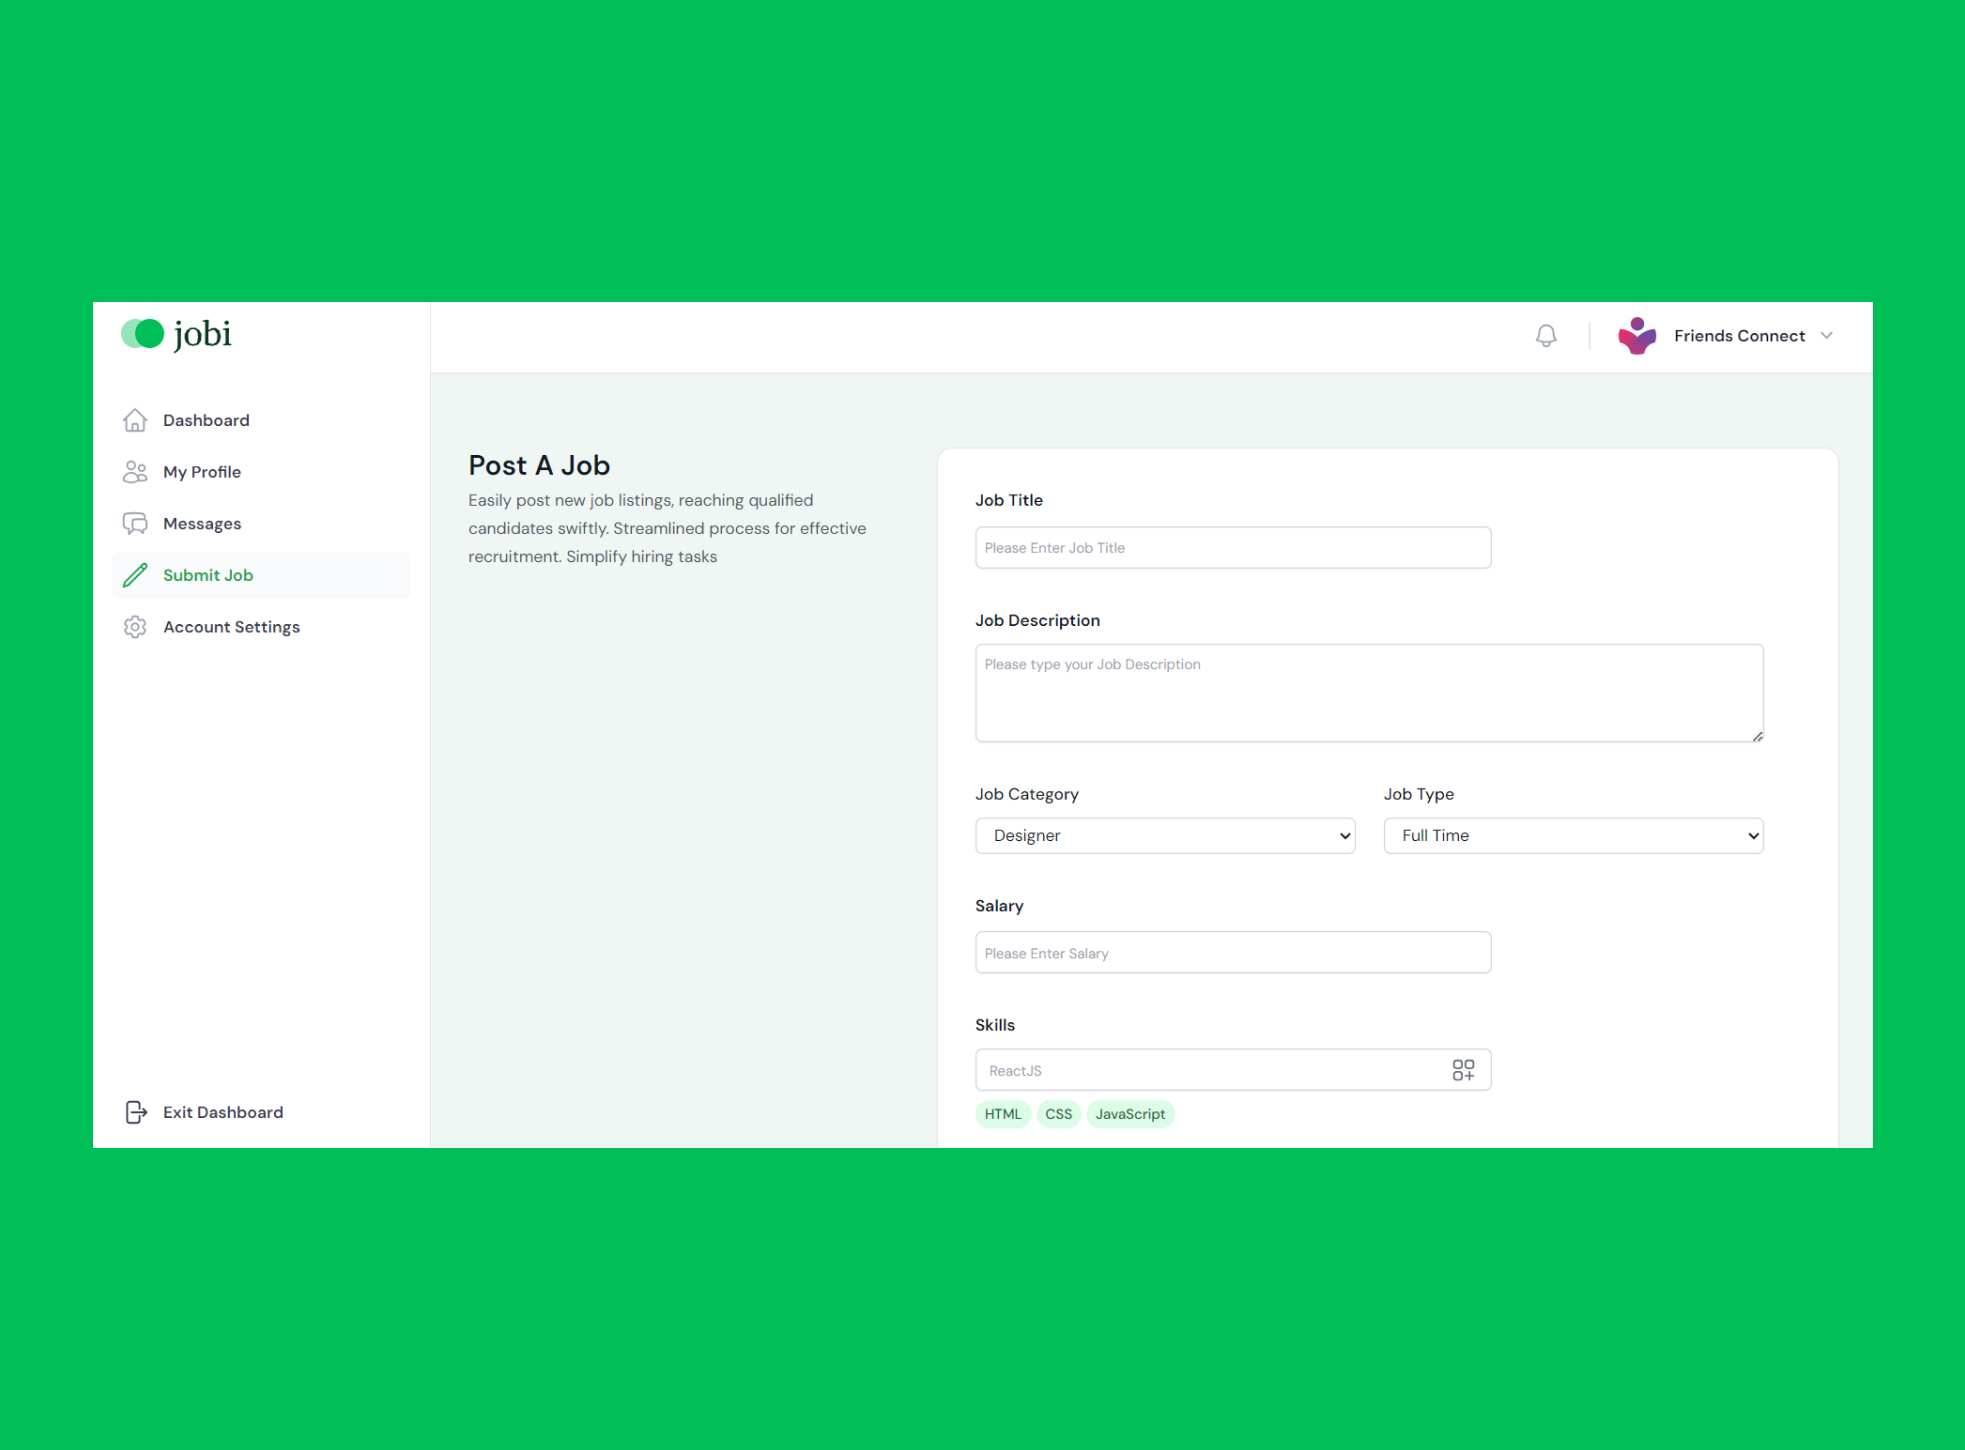 jobi
Friends Connect
Dashboard
My Profile
Messages
Submit Job
Account Settings
Exit Dashboard
Post A Job
Easily post new job listings, reaching qualified
candidates swiftly. Streamlined process for effective
recruitment. Simplify hiring tasks
Job Title
Please Enter Job Title
Job Description
Please type your Job Description
Job Category
Designer
Job Type
Full Time
Salary
Please Enter Salary
Skills
ReactJS
HTML CSS JavaScript